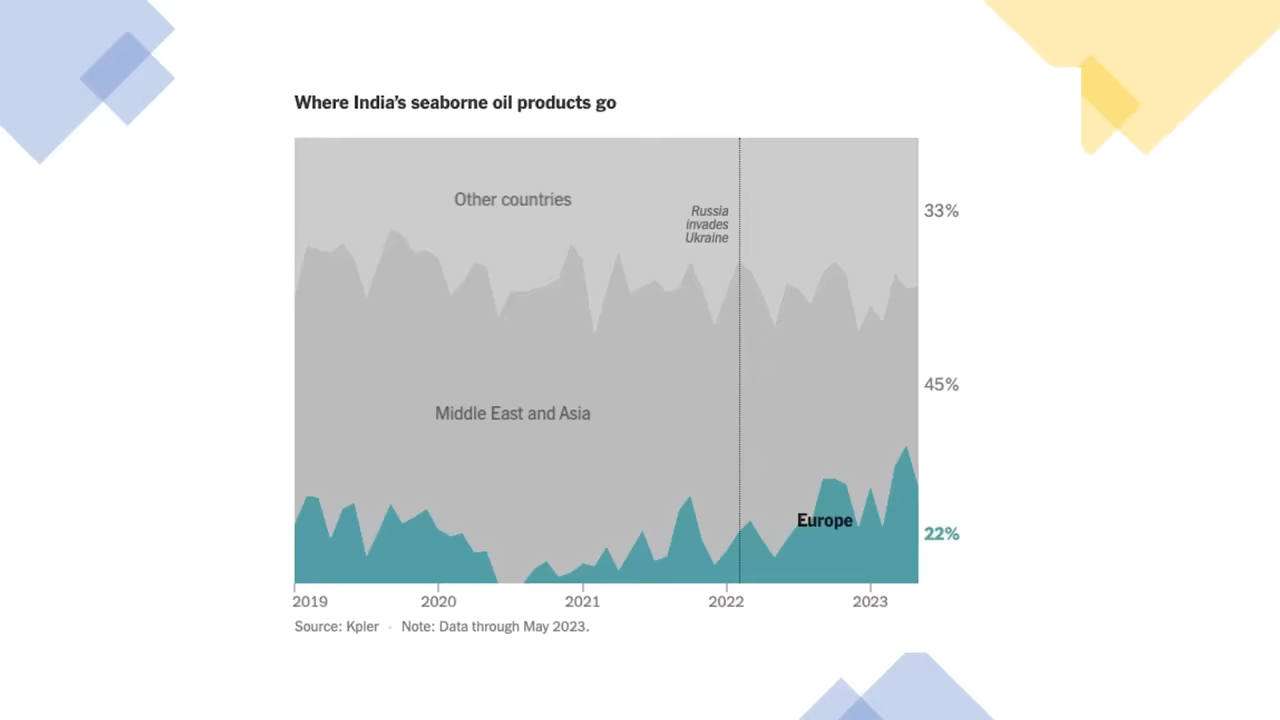 Where India's seaborne oil products go
Other countries
Russia
invades
Ukraine
33%
45%
Middle East and Asia
Europe
22%
2019 2020 2021 2022 2023
Source: Kpler • Note: Data through May 2023.